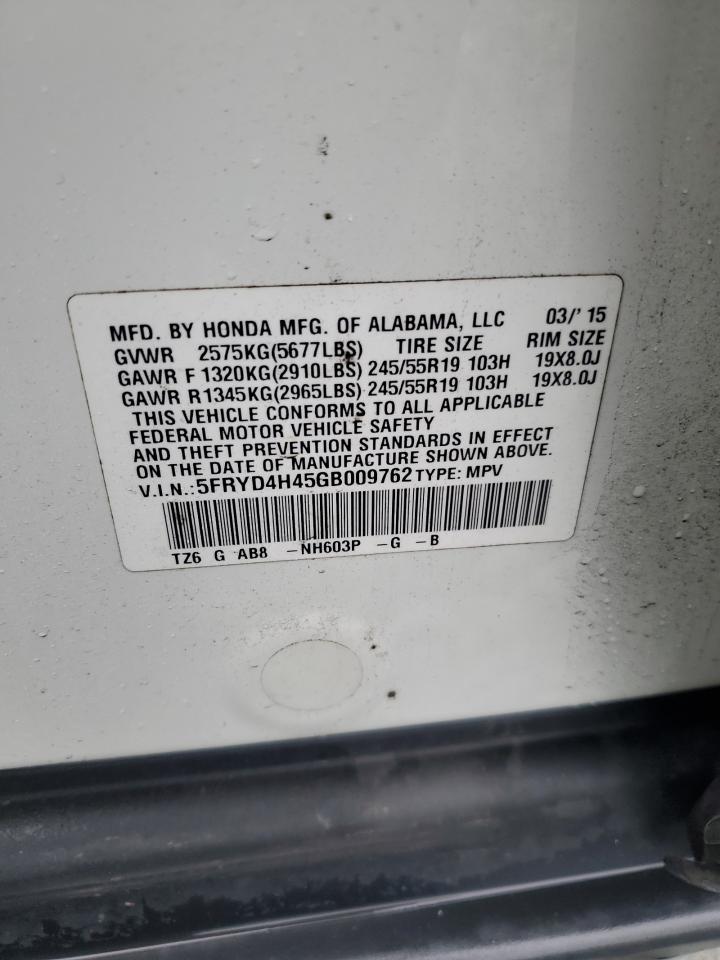 MFD. BY HONDA MFG. OF ALABAMA, LLC 03/'15
GVWR 2575KG(5677LBS) TIRE SIZE RIM SIZE
GAWR F 1320KG(2910LBS) 245/55R19 103H 19X8.0J
GAWR R 1345KG(2965LBS) 245/55R19 103H 19X8.0J
THIS VEHICLE CONFORMS TO ALL APPLICABLE
FEDERAL MOTOR VEHICLE SAFETY
AND THEFT PREVENTION STANDARDS IN EFFECT
ON THE DATE OF MANUFACTURE SHOWN ABOVE.
V.I.N.: 5FRYD4H45GB009762 TYPE: MPV
TZ6 G AB8 -NH603P -G -B